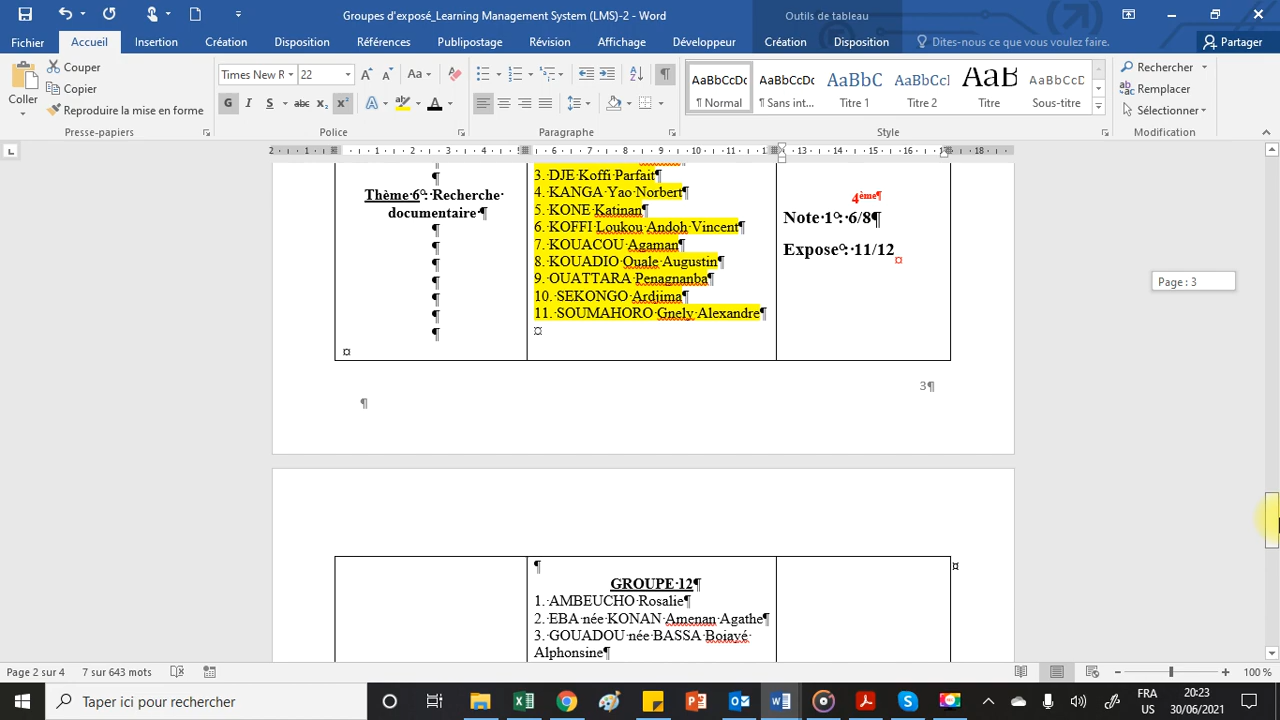 Groupes d'exposé_Learning Management System (LMS)-2 - Word
Outils de tableau
Fichier Accueil Insertion Création Disposition Références Publipostage Révision Affichage Développeur Création Disposition Dites-nous ce que vous voulez faire. Partager
Coller
Couper
Copier
Reproduire la mise en forme
Presse-papiers
Times New R 22
Police
Paragraphe
AaBbCcDc AaBbCcDc AaBbC AaBbCcI AaB AaBbCcD
¶ Normal ¶ Sans int... Titre 1 Titre 2 Titre Sous-titre
Style
Rechercher
Remplacer
Sélectionner
Modification
Thème·6°:·Recherche
documentaire·¶
3.·DJE·Koffi·Parfait¶
4.·KANGA·Yao·Norbert¶
5.·KONE·Katinan¶
6.·KOFFI·Loukou·Andoh·Vincent¶
7.·KOUACOU·Agaman¶
8.·KOUADIO·Ouale·Augustin¶
9.·OUATTARA·Penagnanba¶
10.·SEKONGO·Ardjima¶
11.·SOUMAHORO·Gnely·Alexandre¶
4ème¶
Note·1°:·6/8¶
Expose°:·11/12
Page : 3
3¶
¶
GROUPE·12¶
1.·AMBEUCHO·Rosalie¶
2.·EBA·née·KONAN·Amenan·Agathe¶
3.·GOUADOU·née·BASSA·Boiayé·
Alphonsine¶
Page 2 sur 4 7 sur 643 mots 100 %
Taper ici pour rechercher
FRA
20:23
30/06/2021